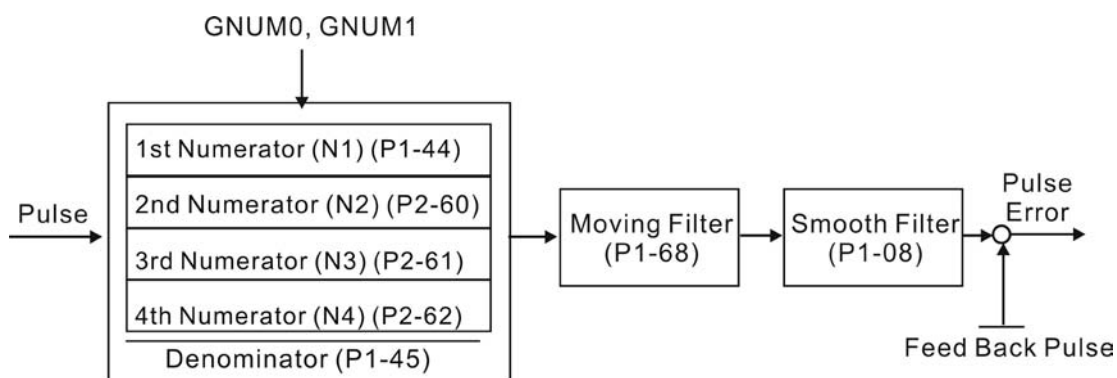 GNUM0, GNUM1
Pulse
1st Numerator (N1) (P1-44)
2nd Numerator (N2) (P2-60)
3rd Numerator (N3) (P2-61)
4th Numerator (N4) (P2-62)
Denominator (P1-45)
Moving Filter
(P1-68)
Smooth Filter
(P1-08)
Pulse
Error
Feed Back Pulse